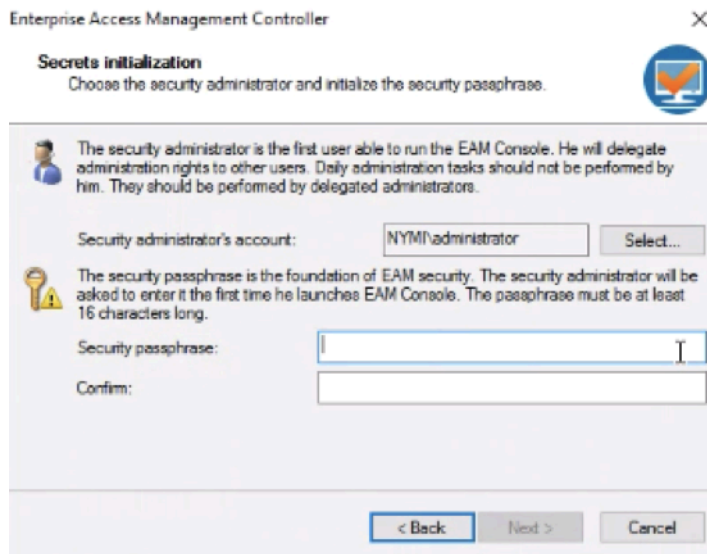 Enterprise Access Management Controller
Secrets initialization
Choose the security administrator and initialize the security passphrase.
The security administrator is the first user able to run the EAM Console. He will delegate
administration rights to other users. Daily administration tasks should not be performed by
him. They should be performed by delegated administrators.
Security administrator's account: NYMI\administrator Select...
The security passphrase is the foundation of EAM security. The security administrator will be
asked to enter it the first time he launches EAM Console. The passphrase must be at least
16 characters long.
Security passphrase:
Confirm:
< Back Next > Cancel